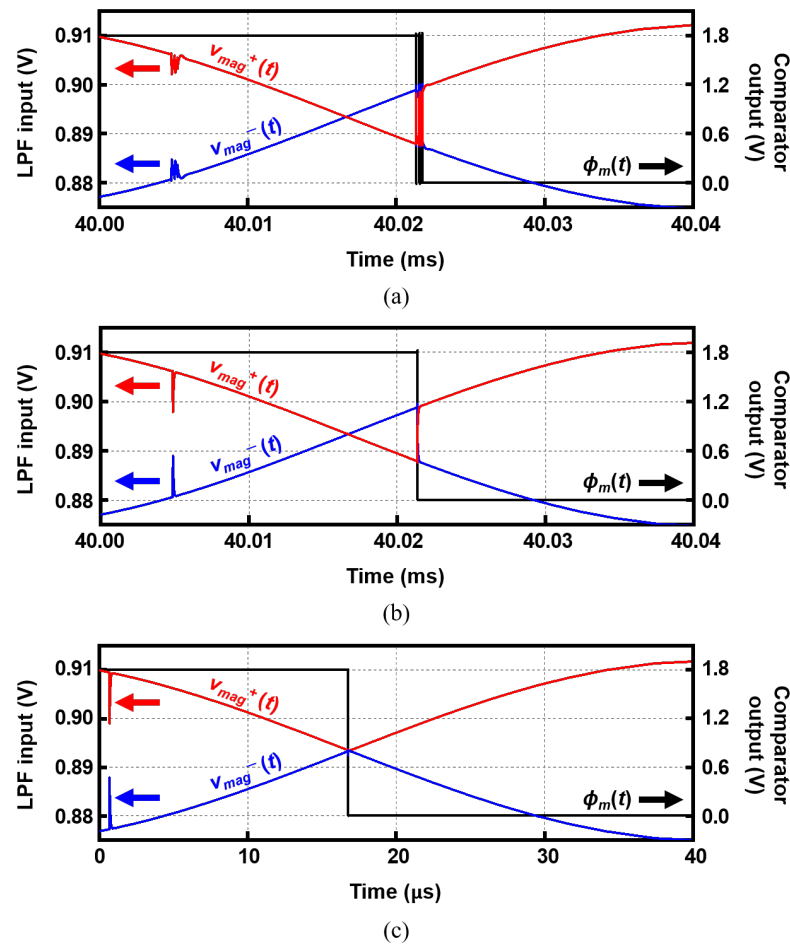 LPF input (V)
0.91
0.90
0.89
0.88
v_mag^+(t)
v_mag^−(t)
ϕ_m(t)
1.8
1.2
0.6
0.0
Comparator
output (V)
40.00 40.01 40.02 40.03 40.04
Time (ms)
(a)
LPF input (V)
0.91
0.90
0.89
0.88
v_mag^+(t)
v_mag^−(t)
ϕ_m(t)
1.8
1.2
0.6
0.0
Comparator
output (V)
40.00 40.01 40.02 40.03 40.04
Time (ms)
(b)
LPF input (V)
0.91
0.90
0.89
0.88
v_mag^+(t)
v_mag^−(t)
ϕ_m(t)
1.8
1.2
0.6
0.0
Comparator
output (V)
0 10 20 30 40
Time (μs)
(c)